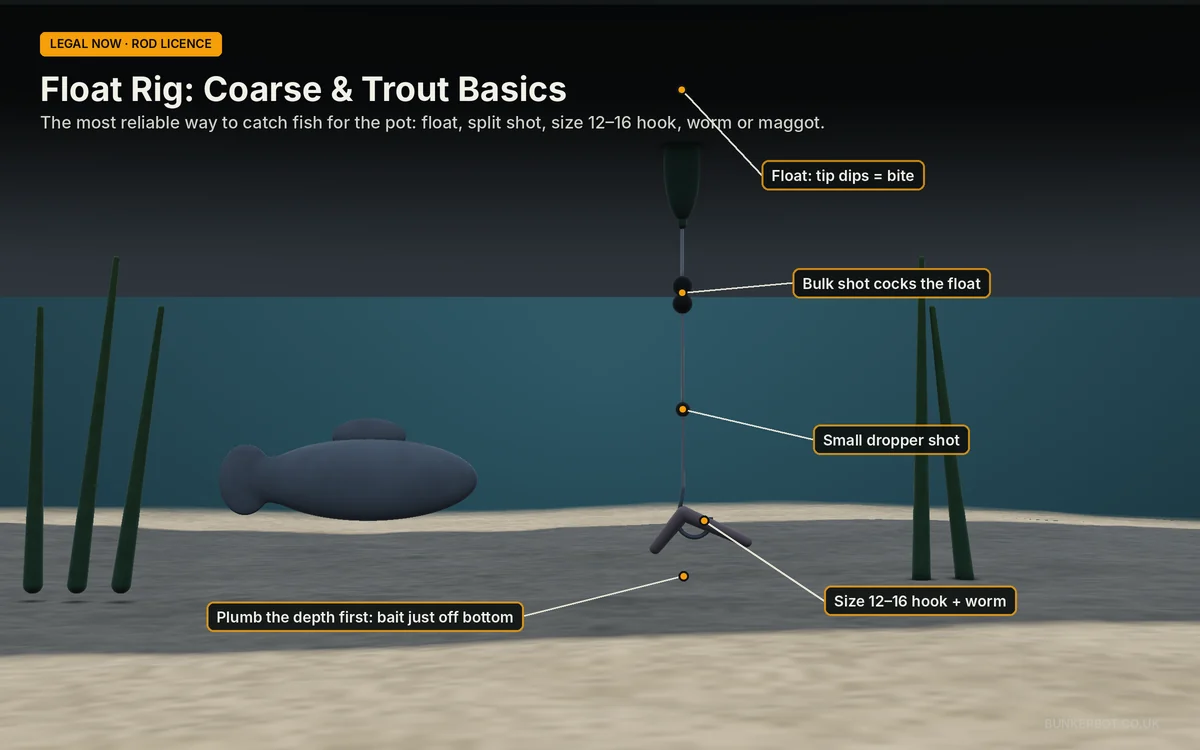 LEGAL NOW · ROD LICENCE
Float Rig: Coarse & Trout Basics
The most reliable way to catch fish for the pot: float, split shot, size 12–16 hook, worm or maggot.
Float: tip dips = bite
Bulk shot cocks the float
Small dropper shot
Size 12–16 hook + worm
Plumb the depth first: bait just off bottom
BUNKERBOT.CO.UK